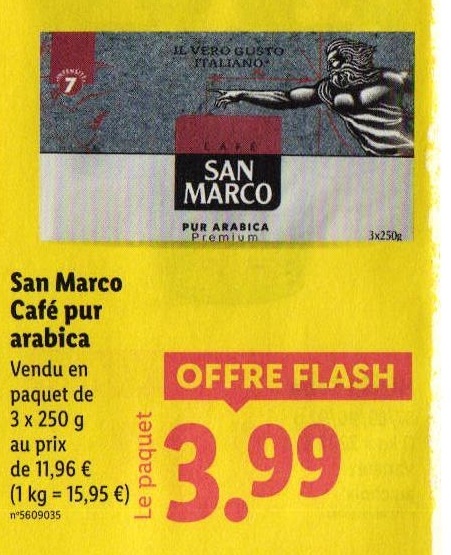 INTENSITÉ
7
IL VERO GUSTO
ITALIANO*
CAFÉ
SAN
MARCO
PUR ARABICA
Premium
3x250g
San Marco
Café pur
arabica
Vendu en
paquet de
3 x 250 g
au prix
de 11,96 €
(1 kg = 15,95 €)
n°5609035
OFFRE FLASH
Le paquet
3.99